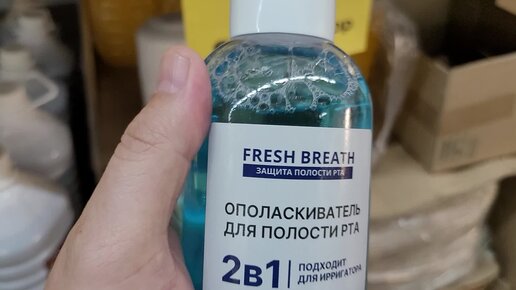 FRESH BREATH
ЗАЩИТА ПОЛОСТИ РТА
ОПОЛАСКИВАТЕЛЬ
ДЛЯ ПОЛОСТИ РТА
2в1
ПОДХОДИТ
ДЛЯ ИРРИГАТОРА